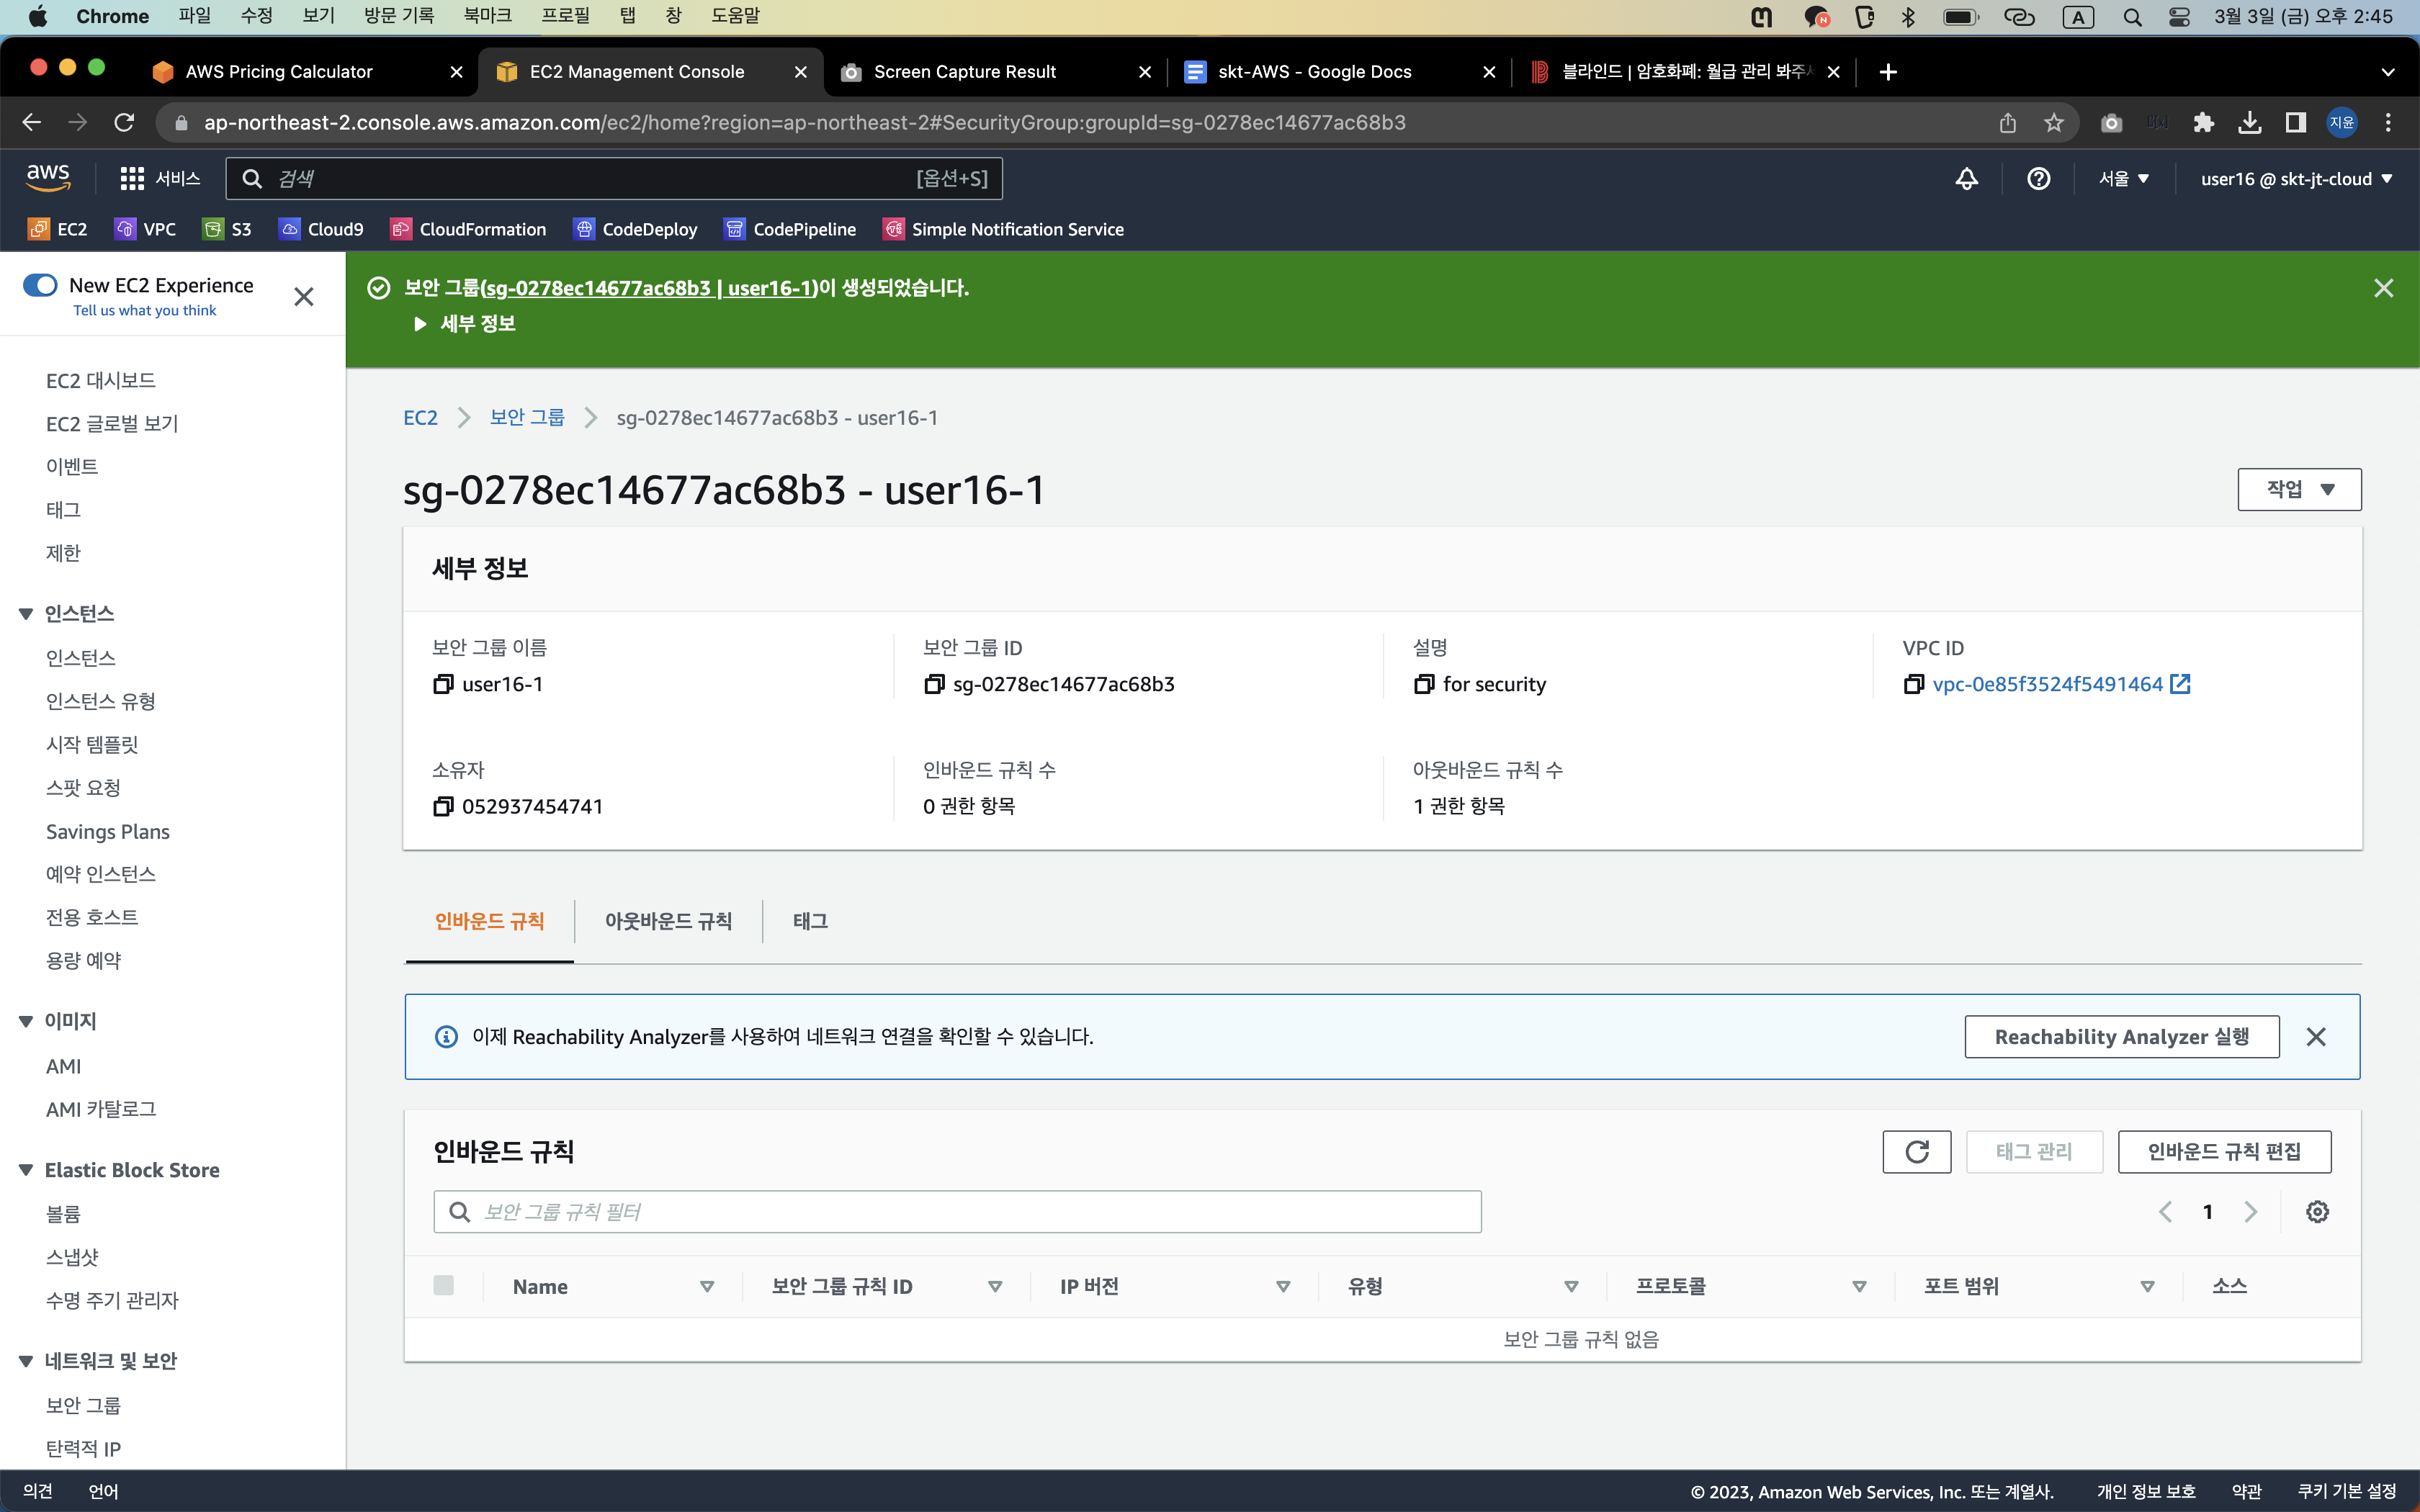 Chrome 파일 수정 보기 방문 기록 북마크 프로필 탭 창 도움말 N A 3월 3일 (금) 오후 2:45
AWS Pricing Calculator EC2 Management Console Screen Capture Result skt-AWS - Google Docs 블라인드 | 암호화폐: 월급 관리 봐주
ap-northeast-2.console.aws.amazon.com/ec2/home?region=ap-northeast-2#SecurityGroup:groupId=sg-0278ec14677ac68b3 지윤
aws 서비스 검색 [옵션+S] 서울 user16 @ skt-jt-cloud
EC2 VPC S3 Cloud9 CloudFormation CodeDeploy CodePipeline Simple Notification Service
New EC2 Experience
Tell us what you think
EC2 대시보드
EC2 글로벌 보기
이벤트
태그
제한
인스턴스
인스턴스
인스턴스 유형
시작 템플릿
스팟 요청
Savings Plans
예약 인스턴스
전용 호스트
용량 예약
이미지
AMI
AMI 카탈로그
Elastic Block Store
볼륨
스냅샷
수명 주기 관리자
네트워크 및 보안
보안 그룹
탄력적 IP
보안 그룹(sg-0278ec14677ac68b3 | user16-1)이 생성되었습니다.
세부 정보
EC2 보안 그룹 sg-0278ec14677ac68b3 - user16-1
sg-0278ec14677ac68b3 - user16-1 작업
세부 정보
보안 그룹 이름 보안 그룹 ID 설명 VPC ID
user16-1 sg-0278ec14677ac68b3 for security vpc-0e85f3524f5491464
소유자 인바운드 규칙 수 아웃바운드 규칙 수
052937454741 0 권한 항목 1 권한 항목
인바운드 규칙 아웃바운드 규칙 태그
이제 Reachability Analyzer를 사용하여 네트워크 연결을 확인할 수 있습니다. Reachability Analyzer 실행
인바운드 규칙 태그 관리 인바운드 규칙 편집
보안 그룹 규칙 필터 1
Name 보안 그룹 규칙 ID IP 버전 유형 프로토콜 포트 범위 소스
보안 그룹 규칙 없음
의견 언어 © 2023, Amazon Web Services, Inc. 또는 계열사. 개인 정보 보호 약관 쿠키 기본 설정